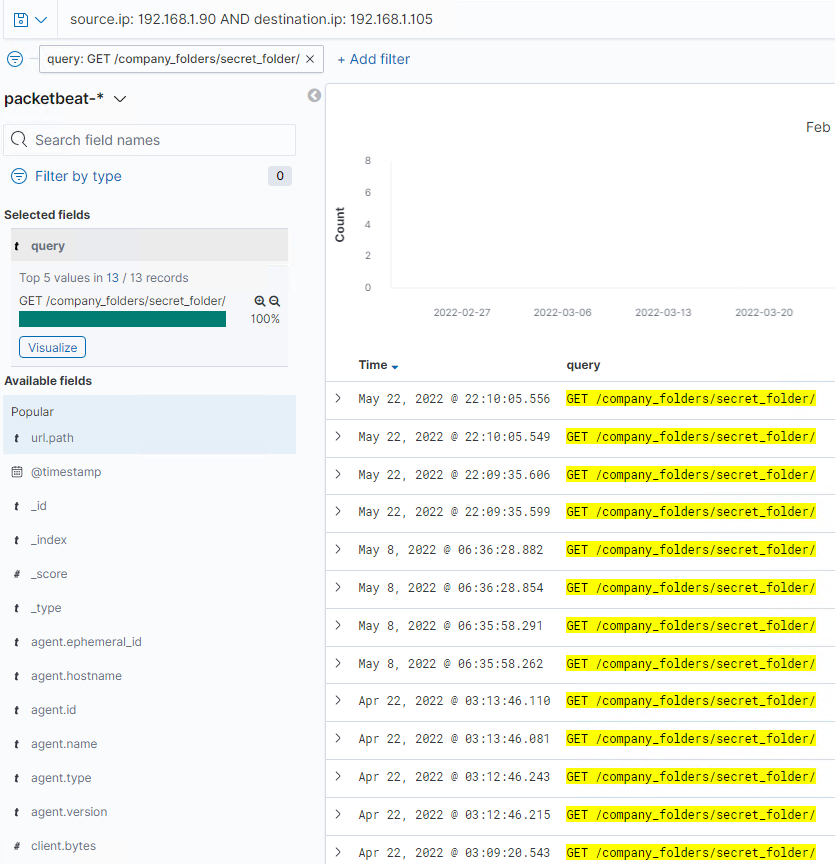 source.ip: 192.168.1.90 AND destination.ip: 192.168.1.105
query: GET /company_folders/secret_folder/ ×
+ Add filter
packetbeat-*
Search field names
Filter by type 0
Selected fields
t query
Top 5 values in 13 / 13 records
GET /company_folders/secret_folder/
100%
Visualize
Available fields
Popular
t url.path
@timestamp
t _id
t _index
# _score
t _type
t agent.ephemeral_id
t agent.hostname
t agent.id
t agent.name
t agent.type
t agent.version
# client.bytes
Feb
Count
8
6
4
2
0
2022-02-27 2022-03-06 2022-03-13 2022-03-20
Time query
May 22, 2022 @ 22:10:05.556 GET /company_folders/secret_folder/
May 22, 2022 @ 22:10:05.549 GET /company_folders/secret_folder/
May 22, 2022 @ 22:09:35.606 GET /company_folders/secret_folder/
May 22, 2022 @ 22:09:35.599 GET /company_folders/secret_folder/
May 8, 2022 @ 06:36:28.882 GET /company_folders/secret_folder/
May 8, 2022 @ 06:36:28.854 GET /company_folders/secret_folder/
May 8, 2022 @ 06:35:58.291 GET /company_folders/secret_folder/
May 8, 2022 @ 06:35:58.262 GET /company_folders/secret_folder/
Apr 22, 2022 @ 03:13:46.110 GET /company_folders/secret_folder/
Apr 22, 2022 @ 03:13:46.081 GET /company_folders/secret_folder/
Apr 22, 2022 @ 03:12:46.243 GET /company_folders/secret_folder/
Apr 22, 2022 @ 03:12:46.215 GET /company_folders/secret_folder/
Apr 22, 2022 @ 03:09:20.543 GET /company_folders/secret_folder/